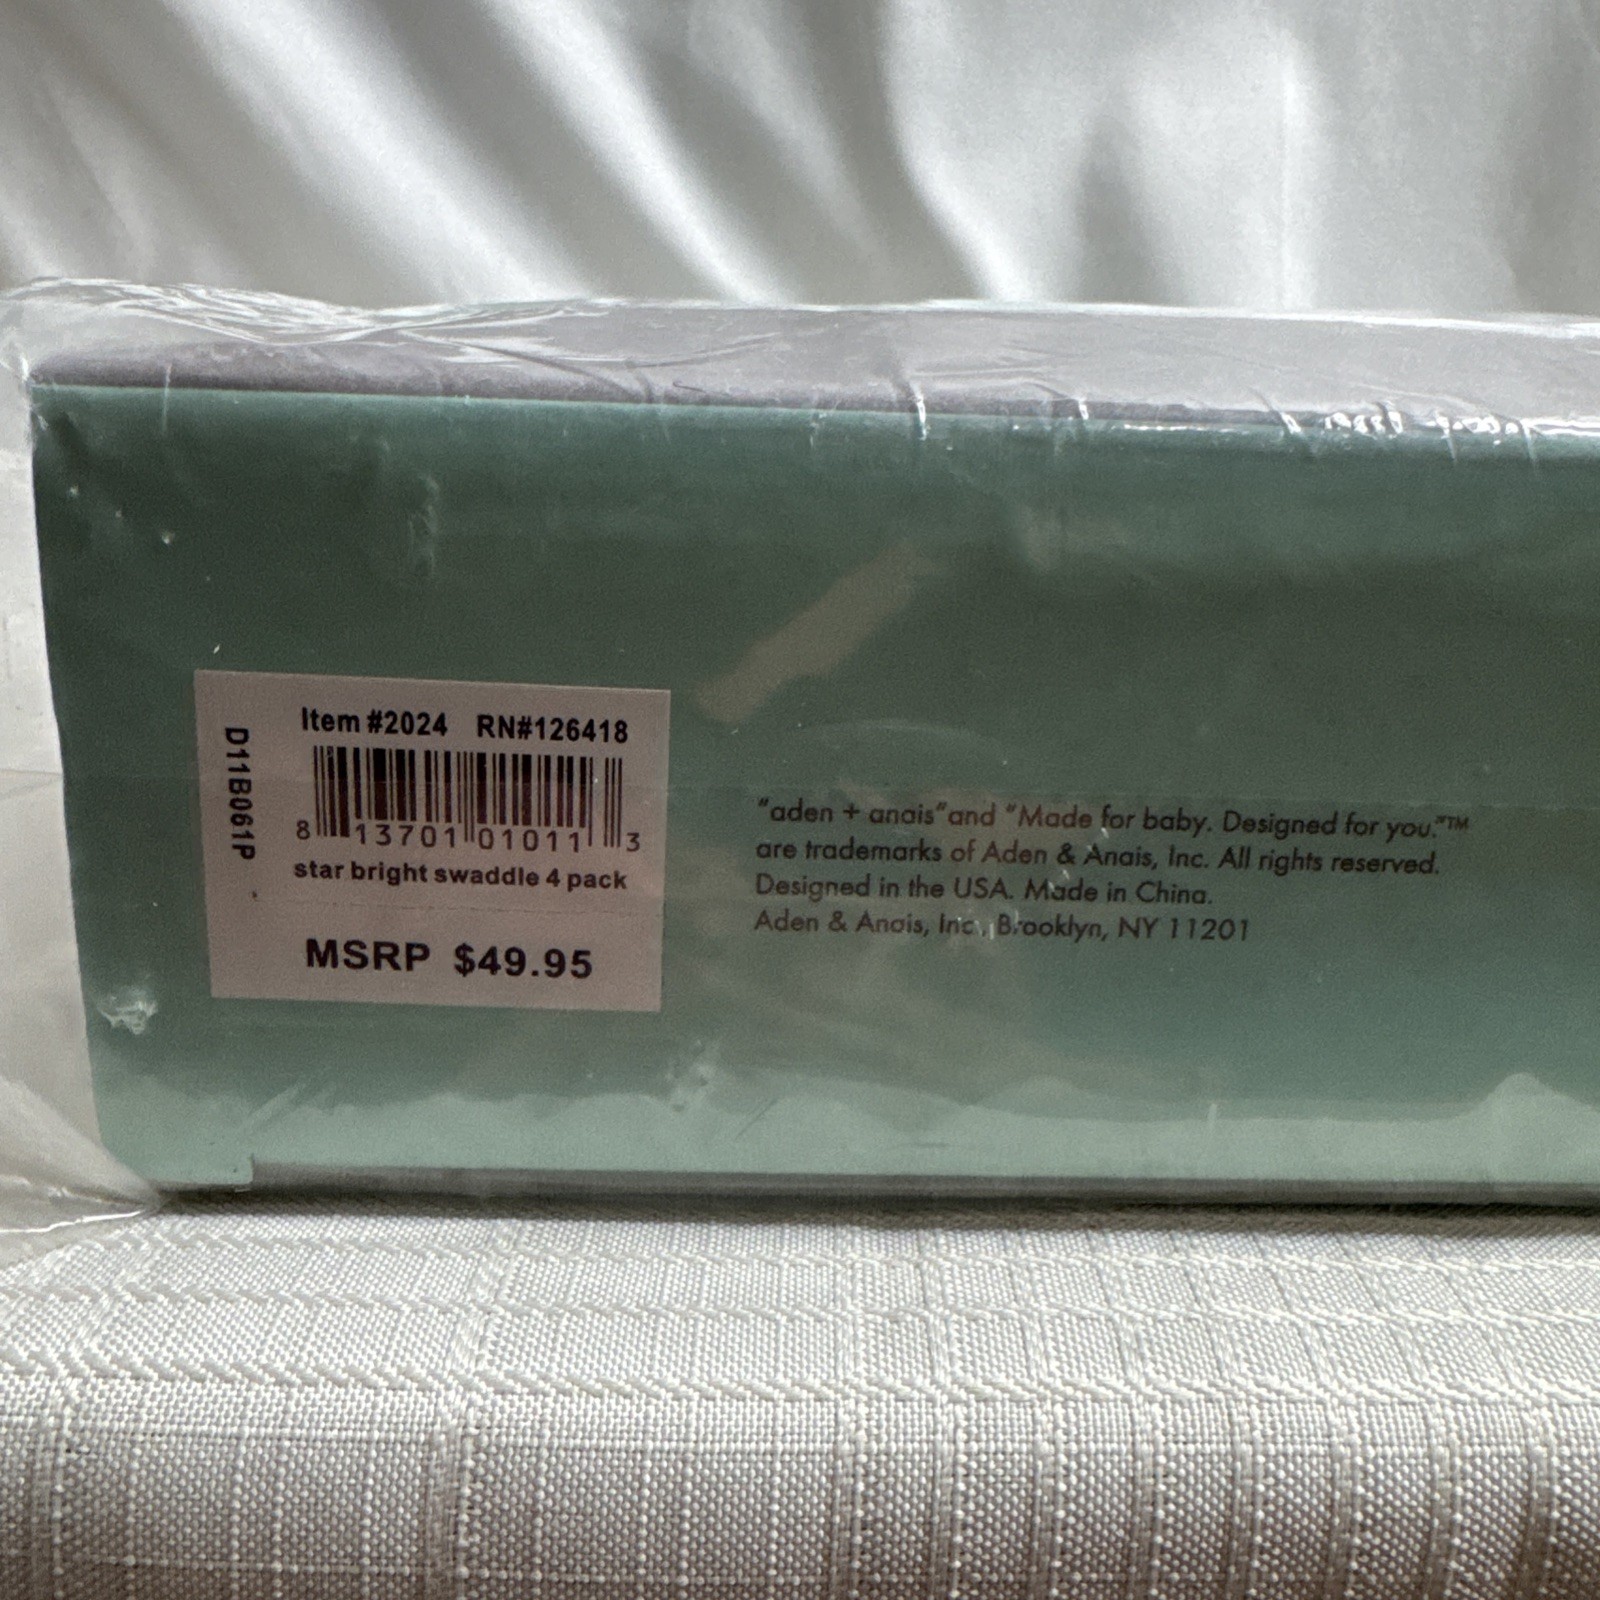 D11B061P
Item #2024 RN#126418
8 13701 01011 3
star bright swaddle 4 pack
MSRP $49.95
"aden + anais"and "Made for baby. Designed for you."™
are trademarks of Aden & Anais, Inc. All rights reserved.
Designed in the USA. Made in China.
Aden & Anais, Inc., Brooklyn, NY 11201